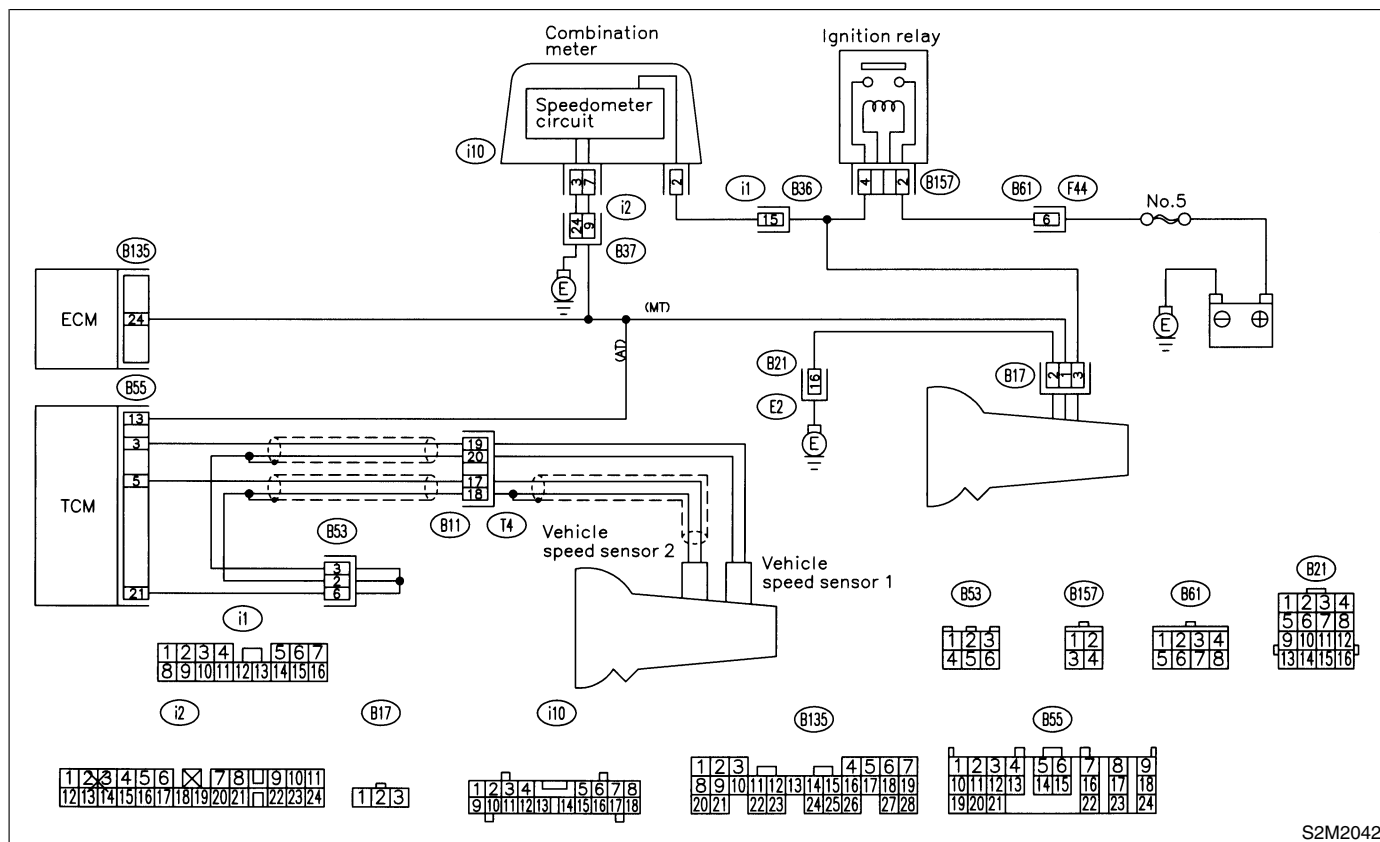 Combination
meter
Ignition relay
Speedometer
circuit
i10
3 7
2
4 2
B157
i1 B36
B61 F44
No.5
i2
15
6
24 9
B37
B135
E
E
ECM
24
(MT)
(AT)
B55
B21
16
B17
2 1 3
E2
E
13
3
19
20
5
17
18
TCM
B53
B11
T4
Vehicle
speed sensor 2
Vehicle
speed sensor 1
3
2
6
21
i1
1 2 3 4 5 6 7
8 9 10 11 12 13 14 15 16
B53
1 2 3
4 5 6
B157
1 2
3 4
B61
1 2 3 4
5 6 7 8
B21
1 2 3 4
5 6 7 8
9 10 11 12
13 14 15 16
i2
1 2 3 4 5 6 7 8 9 10 11
12 13 14 15 16 17 18 19 20 21 22 23 24
B17
1 2 3
i10
1 2 3 4 5 6 7 8
9 10 11 12 13 14 15 16 17 18
B135
1 2 3 4 5 6 7
8 9 10 11 12 13 14 15 16 17 18 19
20 21 22 23 24 25 26 27 28
B55
1 2 3 4 5 6 7 8 9
10 11 12 13 14 15 16 17 18
19 20 21 22 23 24
S2M2042